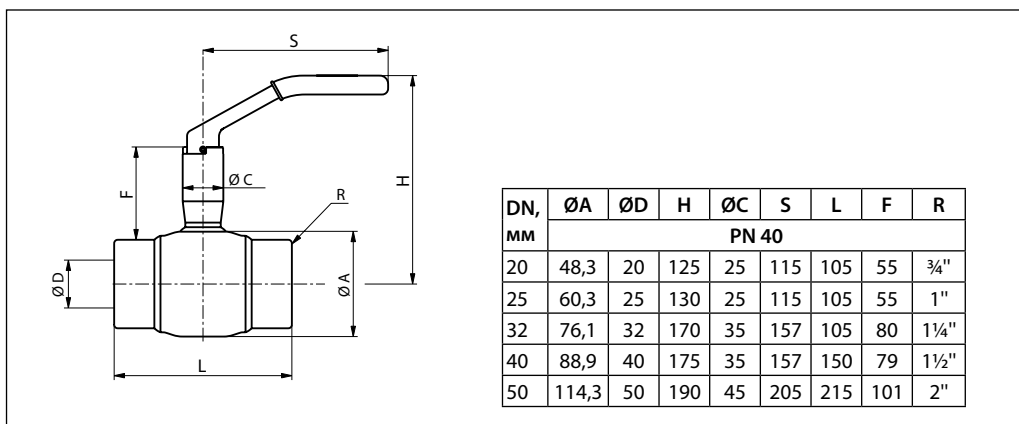 S
F
Ø C
H
R
Ø D
Ø A
L
DN, мм ØA ØD H ØC S L F R
PN 40
20 48,3 20 125 25 115 105 55 ¾"
25 60,3 25 130 25 115 105 55 1"
32 76,1 32 170 35 157 105 80 1¼"
40 88,9 40 175 35 157 150 79 1½"
50 114,3 50 190 45 205 215 101 2"